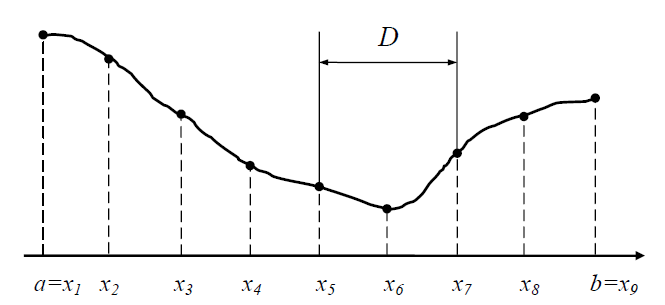 D
a=x₁ x₂ x₃ x₄ x₅ x₆ x₇ x₈ b=x₉